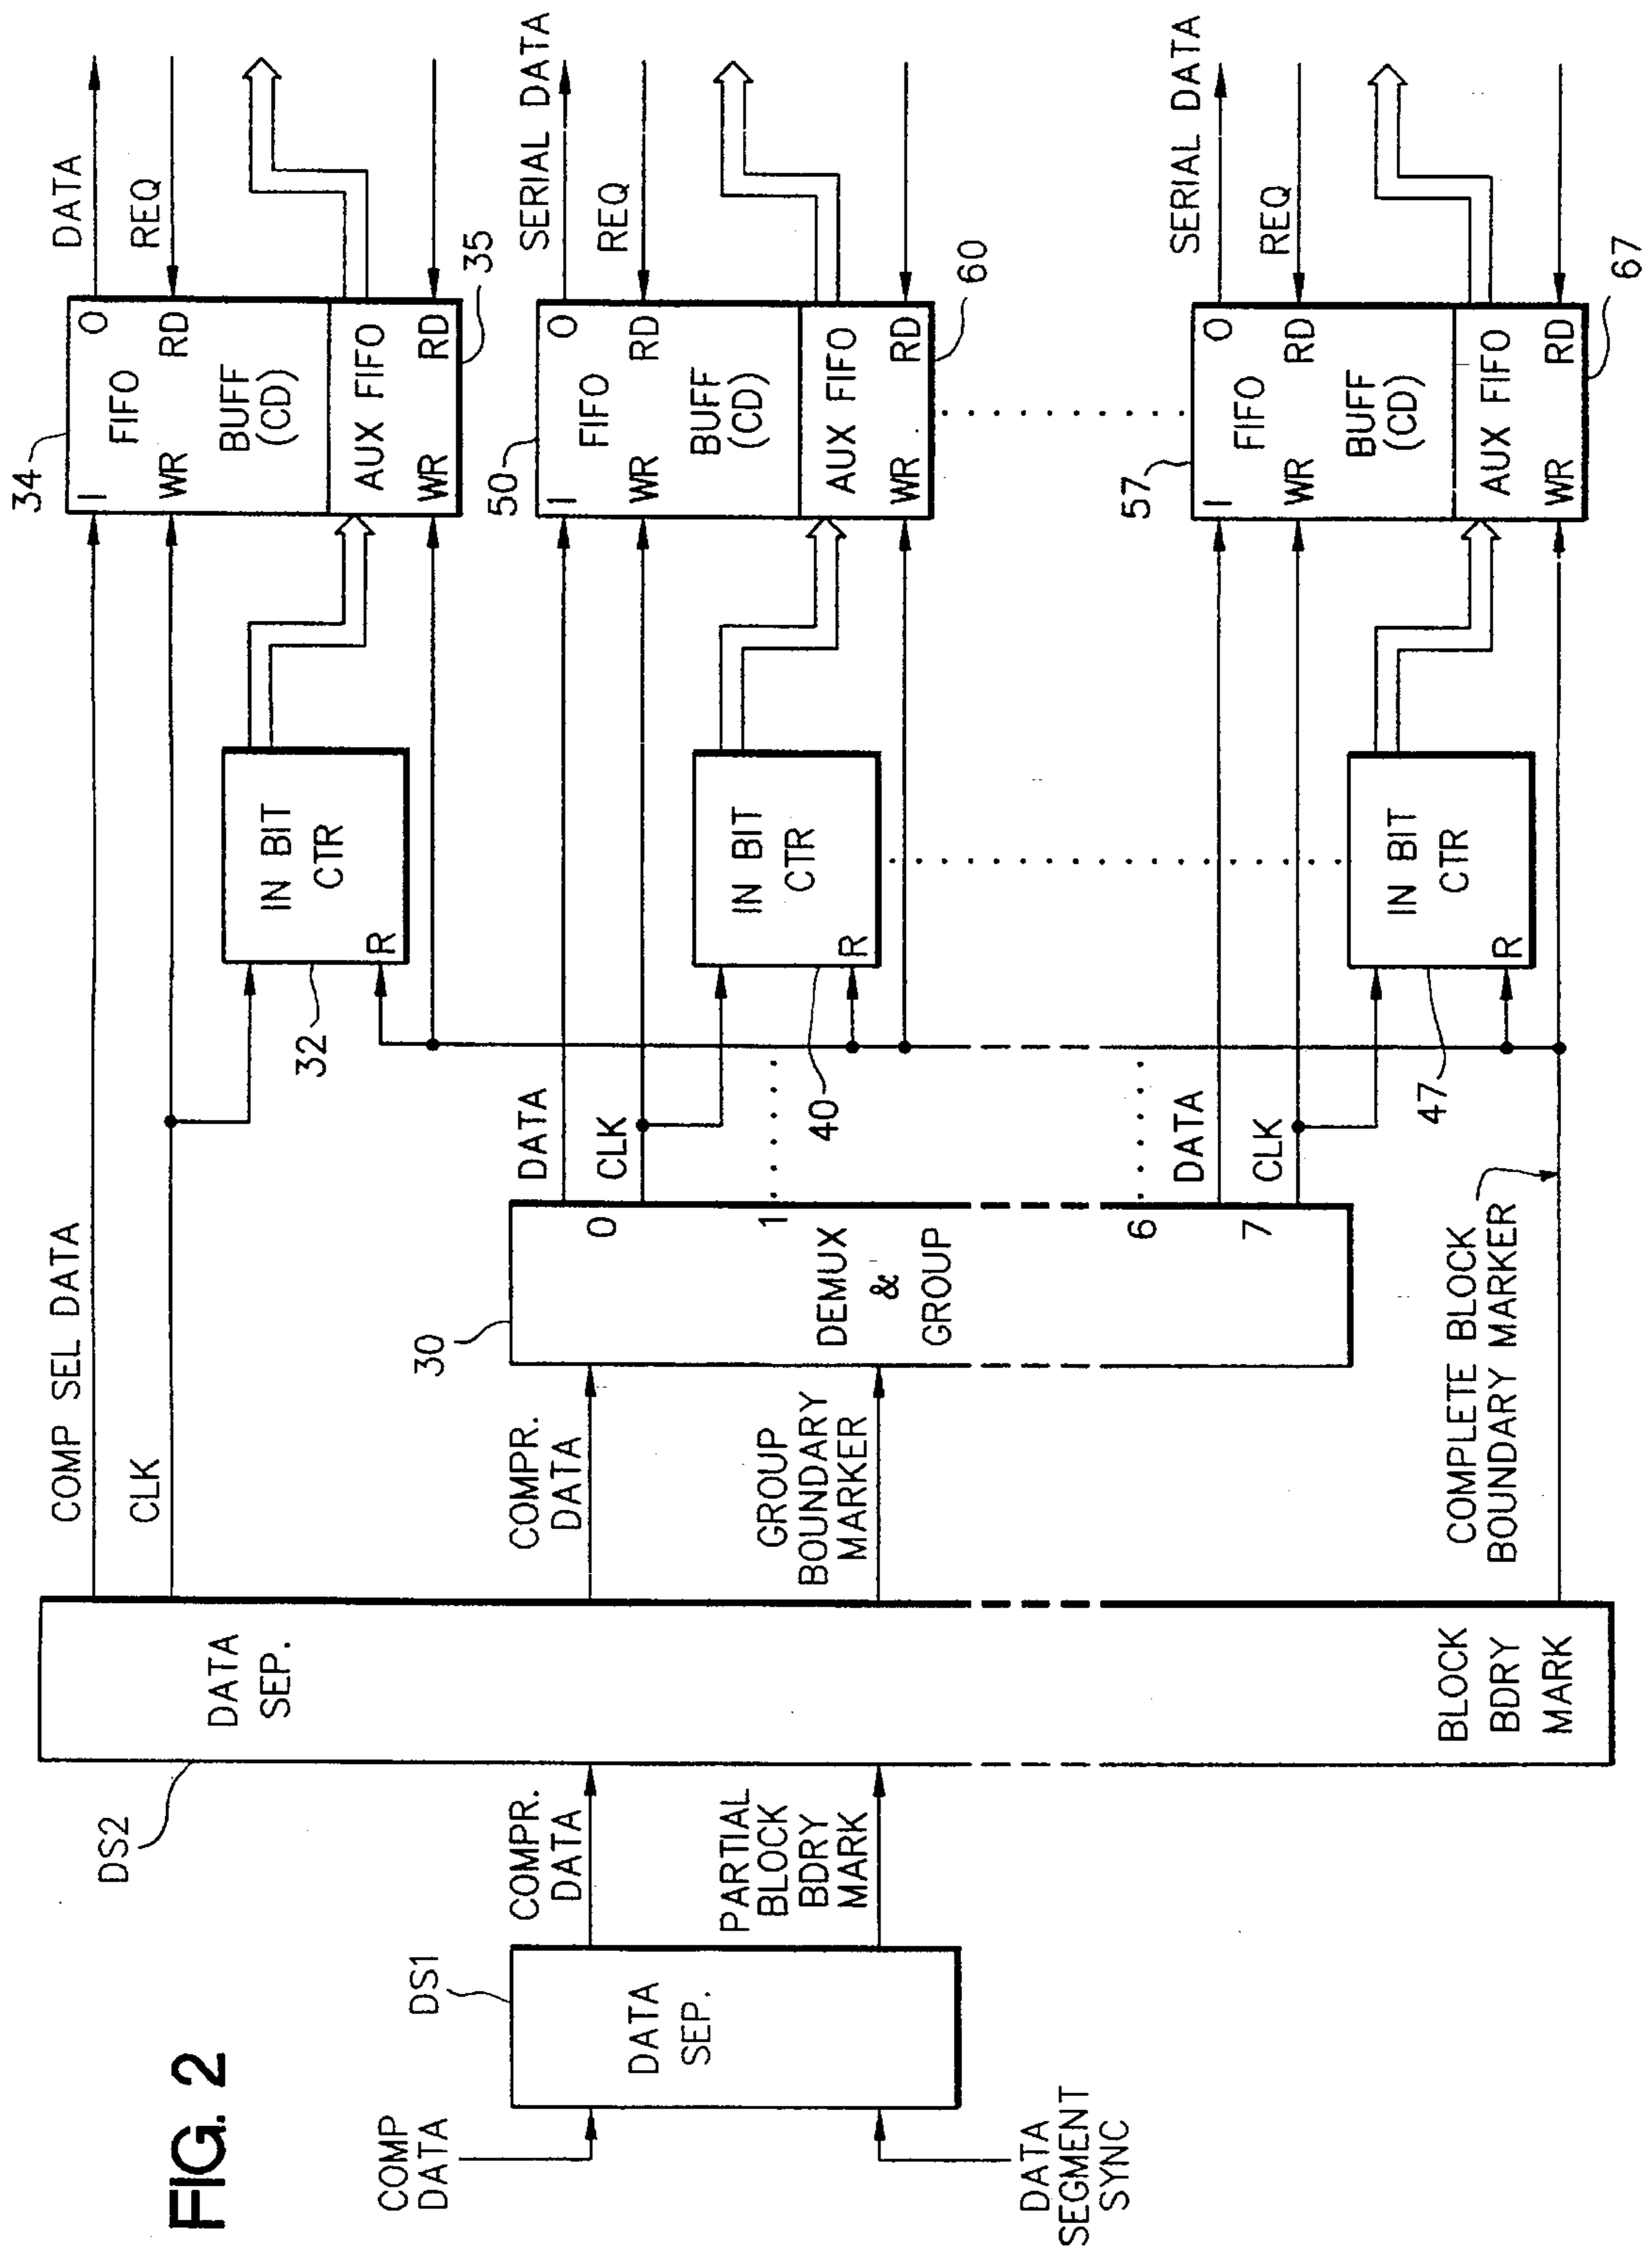 FIG. 2
COMP
DATA
DATA
SEGMENT
SYNC
DS1
DATA
SEP.
COMPR.
DATA
PARTIAL
BLOCK
BDRY
MARK
DS2
DATA
SEP.
BLOCK
BDRY
MARK
COMP SEL DATA
CLK
COMPR.
DATA
GROUP
BOUNDARY
MARKER
COMPLETE BLOCK
BOUNDARY MARKER
30
DEMUX
&
GROUP
0
1
6
7
DATA
CLK
DATA
CLK
32
IN BIT
CTR
R
40
IN BIT
CTR
R
47
IN BIT
CTR
R
34
I
O
FIFO
WR
RD
BUFF
(CD)
AUX FIFO
WR
RD
35
DATA
REQ
50
I
O
FIFO
WR
RD
BUFF
(CD)
AUX FIFO
WR
RD
60
SERIAL DATA
REQ
57
I
O
FIFO
WR
RD
BUFF
(CD)
AUX FIFO
WR
RD
67
SERIAL DATA
REQ